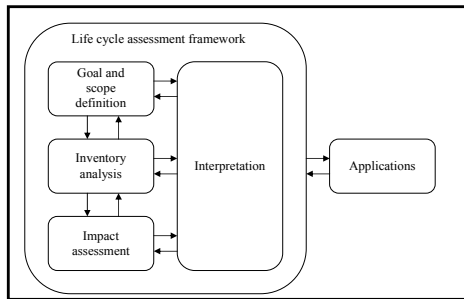 Life cycle assessment framework
Goal and
scope
definition
Inventory
analysis
Interpretation
Applications
Impact
assessment